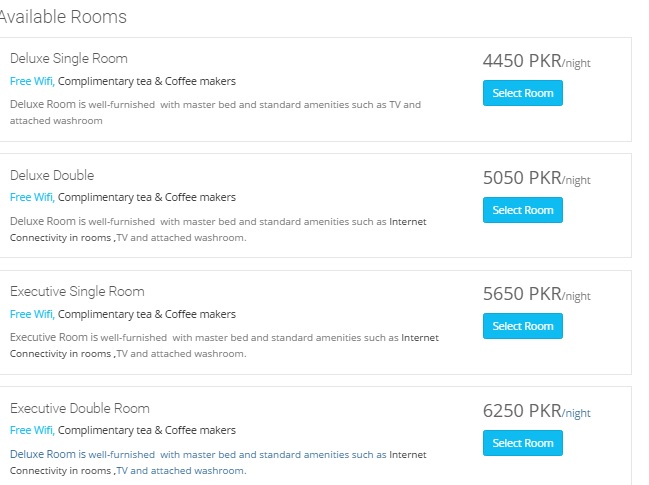 Available Rooms
Deluxe Single Room
4450 PKR/night
Free Wifi, Complimentary tea & Coffee makers
Select Room
Deluxe Room is well-furnished with master bed and standard amenities such as TV and
attached washroom
Deluxe Double
5050 PKR/night
Free Wifi, Complimentary tea & Coffee makers
Select Room
Deluxe Room is well-furnished with master bed and standard amenities such as Internet
Connectivity in rooms ,TV and attached washroom.
Executive Single Room
5650 PKR/night
Free Wifi, Complimentary tea & Coffee makers
Select Room
Executive Room is well-furnished with master bed and standard amenities such as Internet
Connectivity in rooms ,TV and attached washroom.
Executive Double Room
6250 PKR/night
Free Wifi, Complimentary tea & Coffee makers
Select Room
Deluxe Room is well-furnished with master bed and standard amenities such as Internet
Connectivity in rooms ,TV and attached washroom.